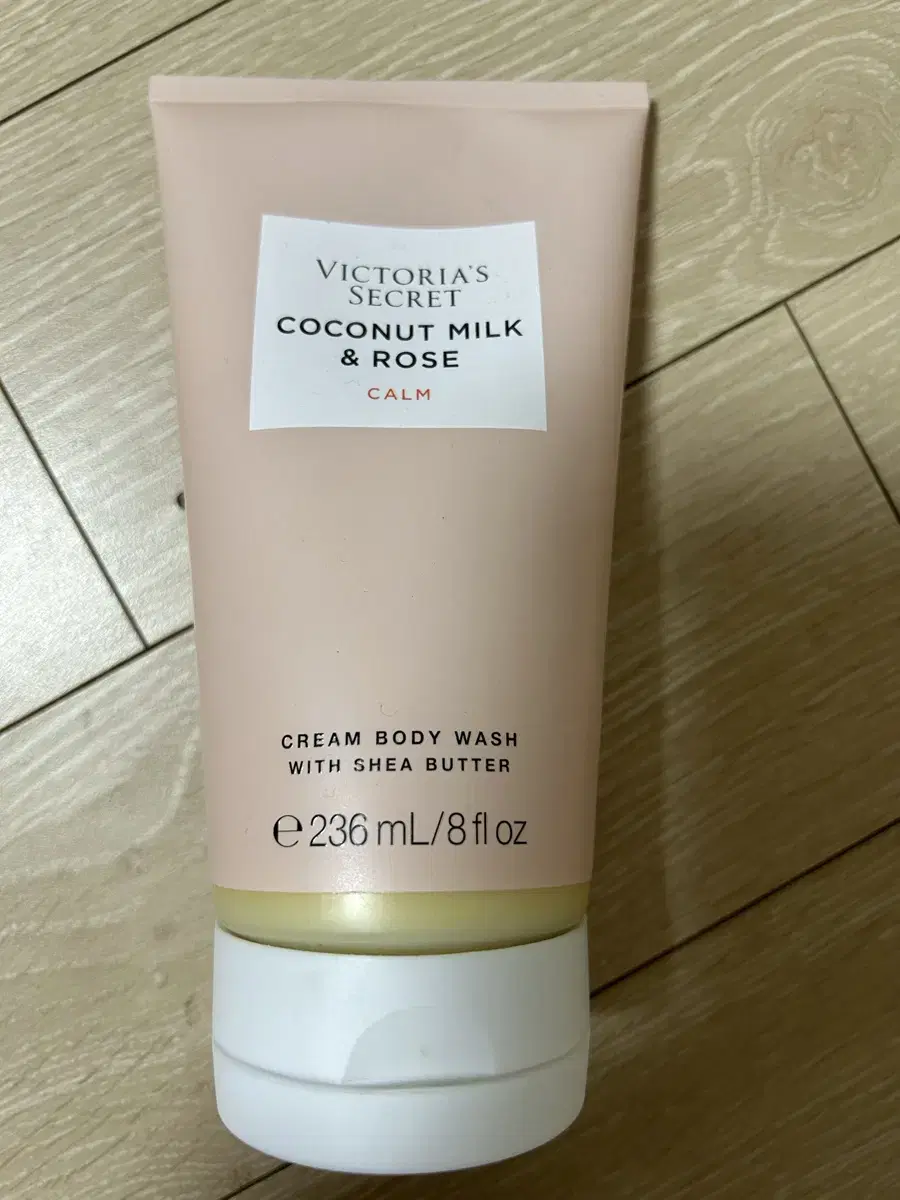 VICTORIA'S
SECRET
COCONUT MILK
& ROSE
CALM
CREAM BODY WASH
WITH SHEA BUTTER
℮ 236 mL/8 fl oz